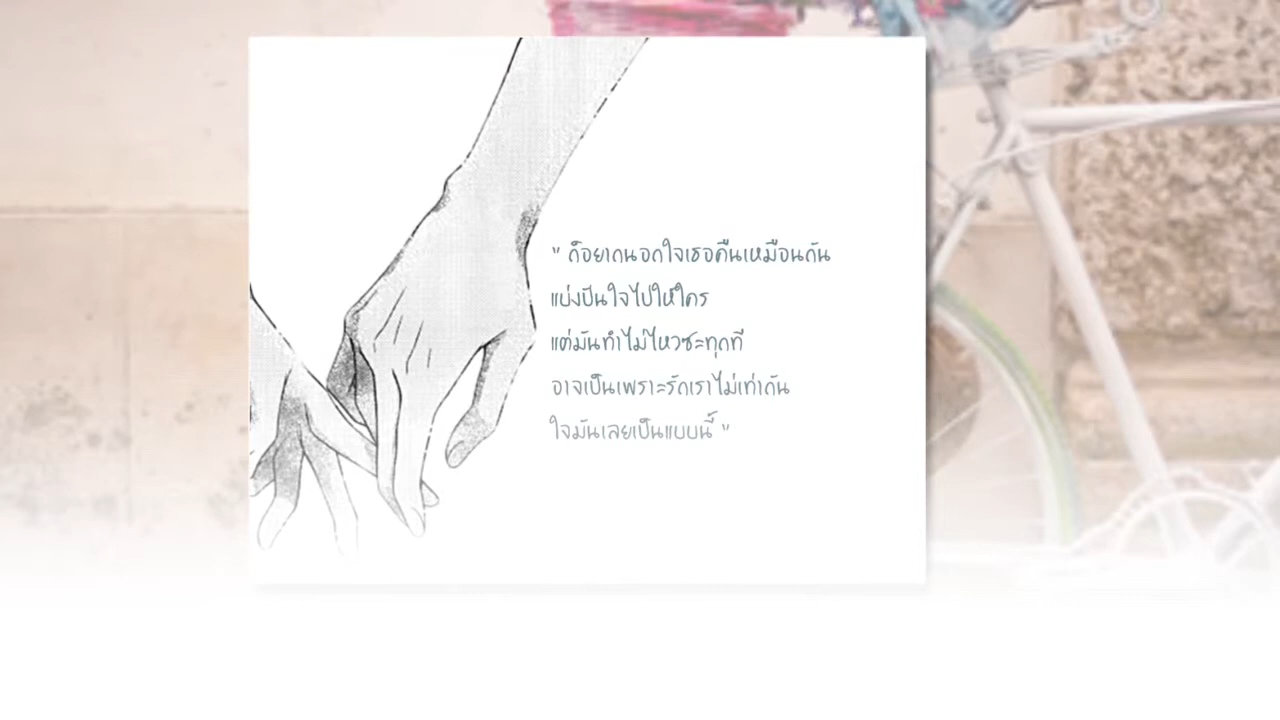 " ก็อยากนอกใจเธอคืนเหมือนกัน
แบ่งปันใจไปให้ใคร
แต่มันทำไม่ไหวซะทุกที
อาจเป็นเพราะรักเราไม่เท่ากัน
ใจมันเลยเป็นแบบนี้ "